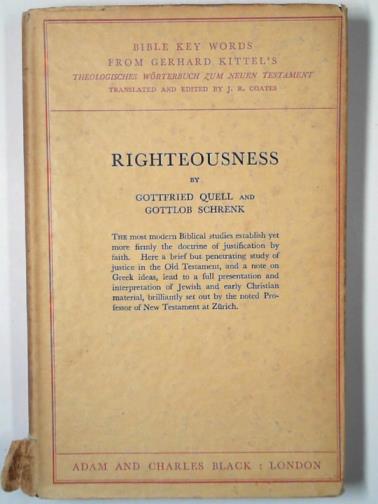 BIBLE KEY WORDS
FROM GERHARD KITTEL'S
THEOLOGISCHES WÖRTERBUCH ZUM NEUEN TESTAMENT
TRANSLATED AND EDITED BY J. R. COATES
RIGHTEOUSNESS
BY
GOTTFRIED QUELL AND
GOTTLOB SCHRENK
THE most modern Biblical studies establish yet
more firmly the doctrine of justification by
faith. Here a brief but penetrating study of
justice in the Old Testament, and a note on
Greek ideas, lead to a full presentation and
interpretation of Jewish and early Christian
material, brilliantly set out by the noted Pro-
fessor of New Testament at Zürich.
ADAM AND CHARLES BLACK : LONDON